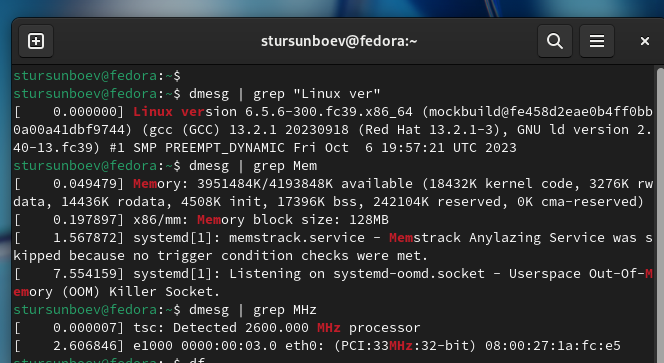 stursunboev@fedora:~
stursunboev@fedora:~$
stursunboev@fedora:~$ dmesg | grep "Linux ver"
[    0.000000] Linux version 6.5.6-300.fc39.x86_64 (mockbuild@fe458d2eae0b4ff0bb
0a00a41dbf9744) (gcc (GCC) 13.2.1 20230918 (Red Hat 13.2.1-3), GNU ld version 2.
40-13.fc39) #1 SMP PREEMPT_DYNAMIC Fri Oct  6 19:57:21 UTC 2023
stursunboev@fedora:~$ dmesg | grep Mem
[    0.049479] Memory: 3951484K/4193848K available (18432K kernel code, 3276K rw
data, 14436K rodata, 4508K init, 17396K bss, 242104K reserved, 0K cma-reserved)
[    0.197897] x86/mm: Memory block size: 128MB
[    1.567872] systemd[1]: memstrack.service - Memstrack Anylazing Service was s
kipped because no trigger condition checks were met.
[    7.554159] systemd[1]: Listening on systemd-oomd.socket - Userspace Out-Of-M
emory (OOM) Killer Socket.
stursunboev@fedora:~$ dmesg | grep MHz
[    0.000007] tsc: Detected 2600.000 MHz processor
[    2.606846] e1000 0000:00:03.0 eth0: (PCI:33MHz:32-bit) 08:00:27:1a:fc:e5
stursunboev@fedora:~$ df